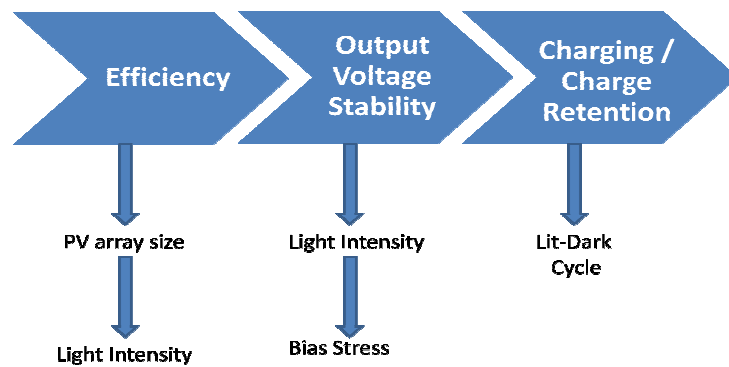 Efficiency
Output
Voltage
Stability
Charging /
Charge
Retention
PV array size
Light Intensity
Light Intensity
Bias Stress
Lit-Dark
Cycle